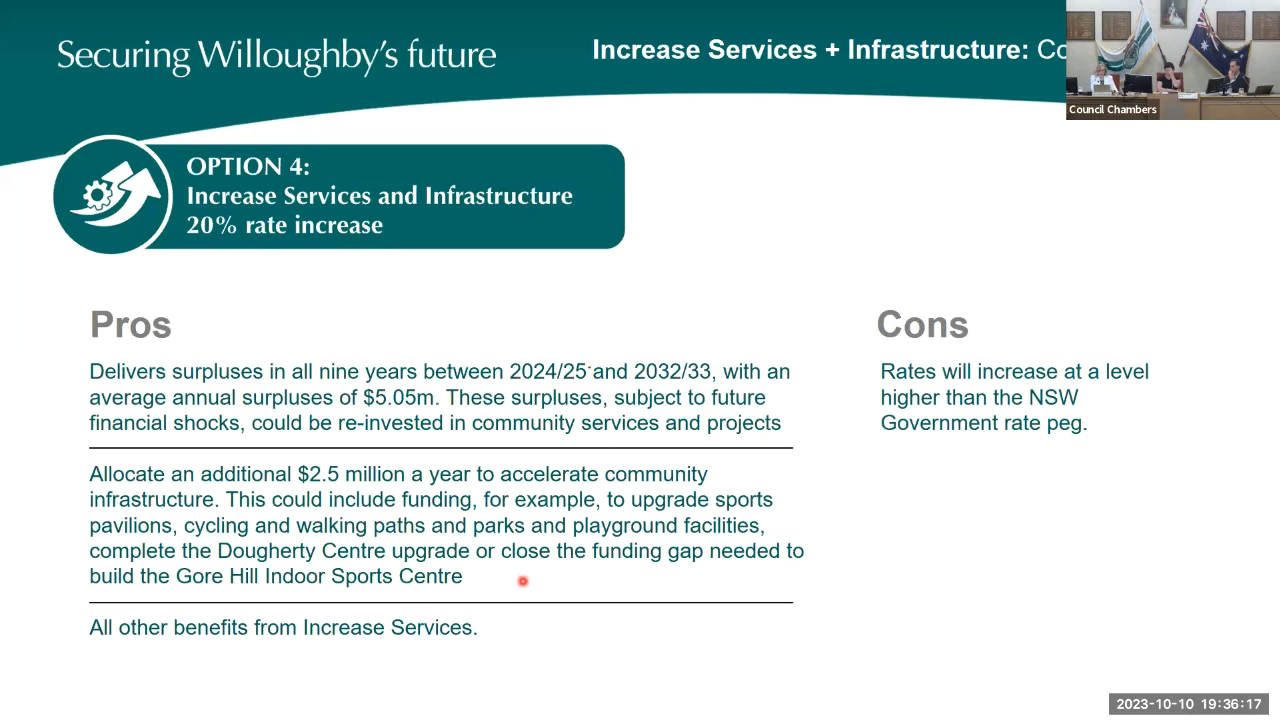 Securing Willoughby's future
Increase Services + Infrastructure: Co
Council Chambers
OPTION 4:
Increase Services and Infrastructure
20% rate increase
Pros
Delivers surpluses in all nine years between 2024/25 and 2032/33, with an
average annual surpluses of $5.05m. These surpluses, subject to future
financial shocks, could be re-invested in community services and projects
Allocate an additional $2.5 million a year to accelerate community
infrastructure. This could include funding, for example, to upgrade sports
pavilions, cycling and walking paths and parks and playground facilities,
complete the Dougherty Centre upgrade or close the funding gap needed to
build the Gore Hill Indoor Sports Centre
All other benefits from Increase Services.
Cons
Rates will increase at a level
higher than the NSW
Government rate peg.
2023-10-10 19:36:17